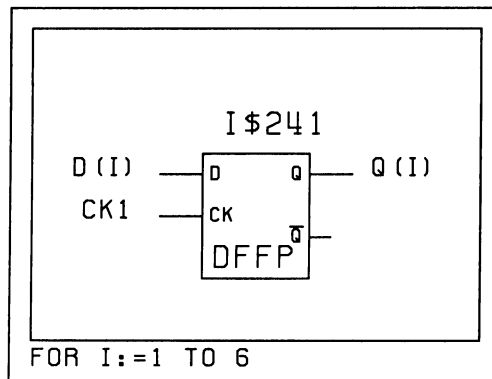 I$241
D(I) D Q Q(I)
CK1 CK
Q̅
DFFP
FOR I:=1 TO 6